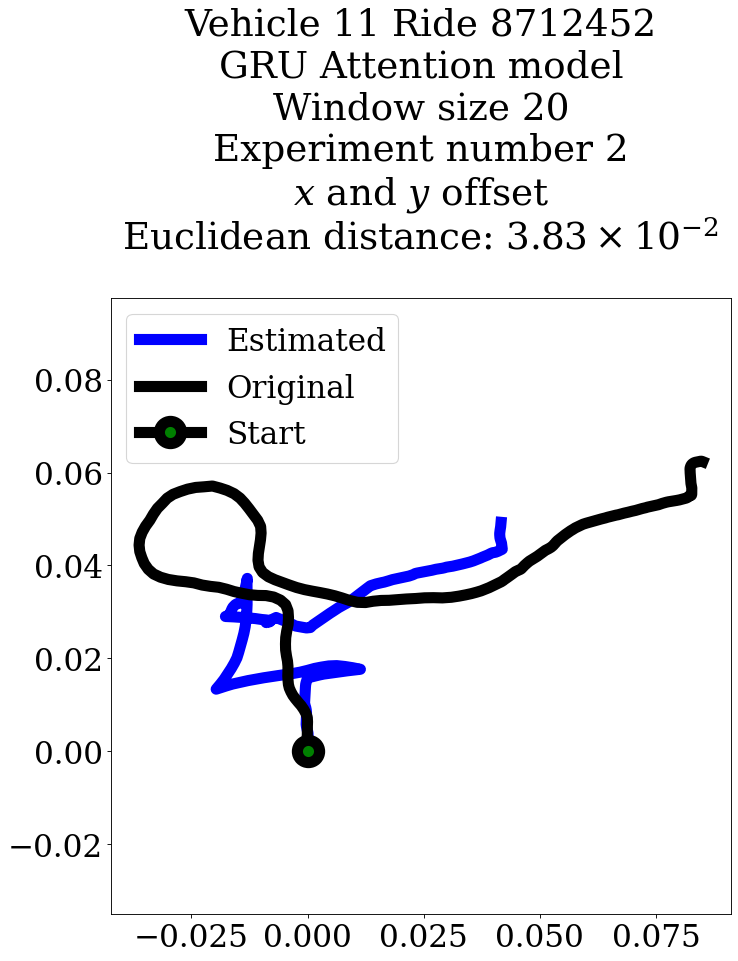 Vehicle 11 Ride 8712452
GRU Attention model
Window size 20
Experiment number 2
x and y offset
Euclidean distance: 3.83 × 10⁻²
Estimated
Original
Start
0.08
0.06
0.04
0.02
0.00
−0.02
−0.025 0.000 0.025 0.050 0.075